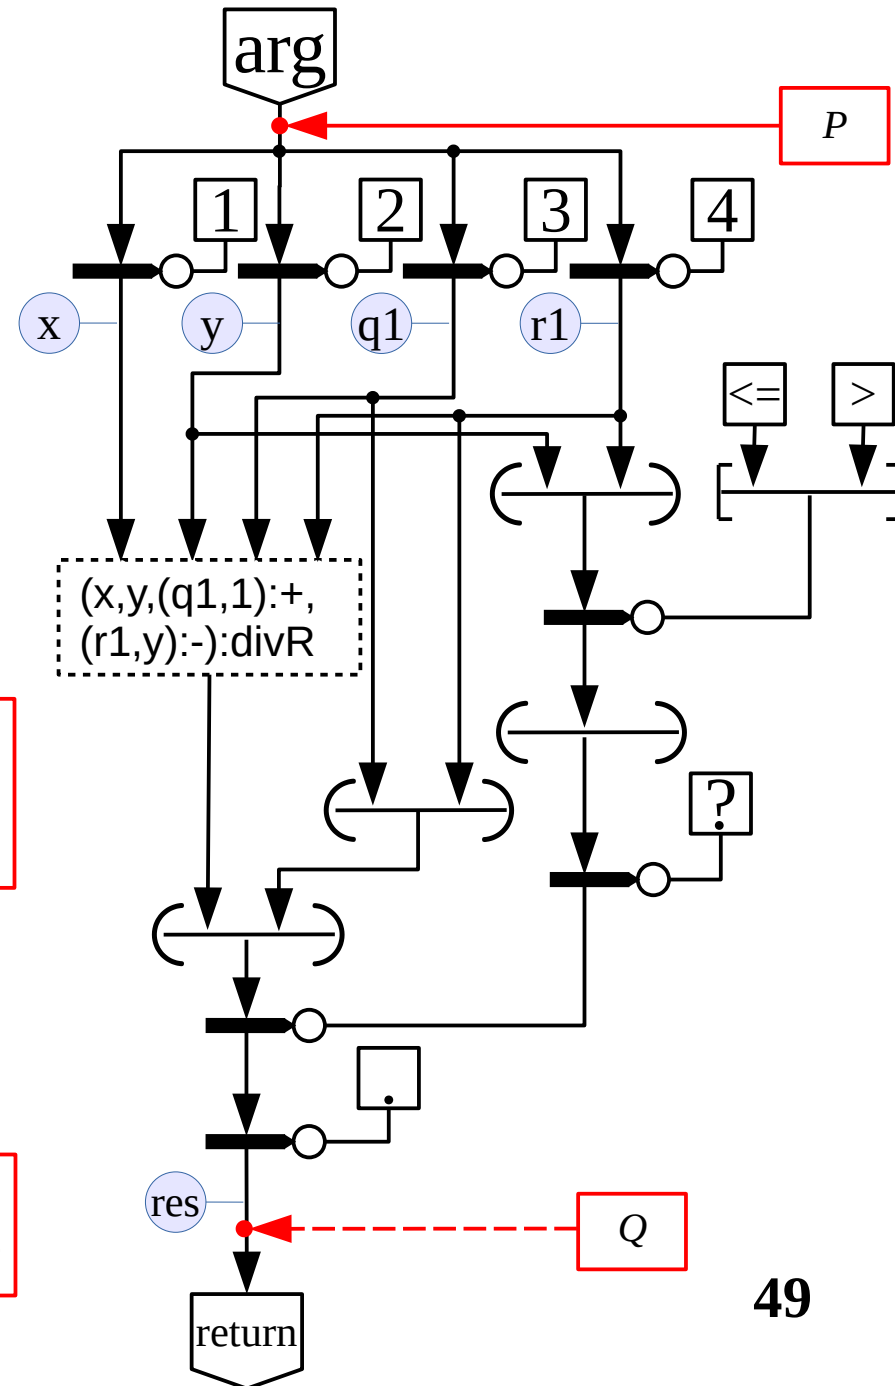 arg
P
1
2
3
4
x
y
q1
r1
<=
>
(x,y,(q1,1):+,
(r1,y):-):divR
?
.
res
Q
return
49